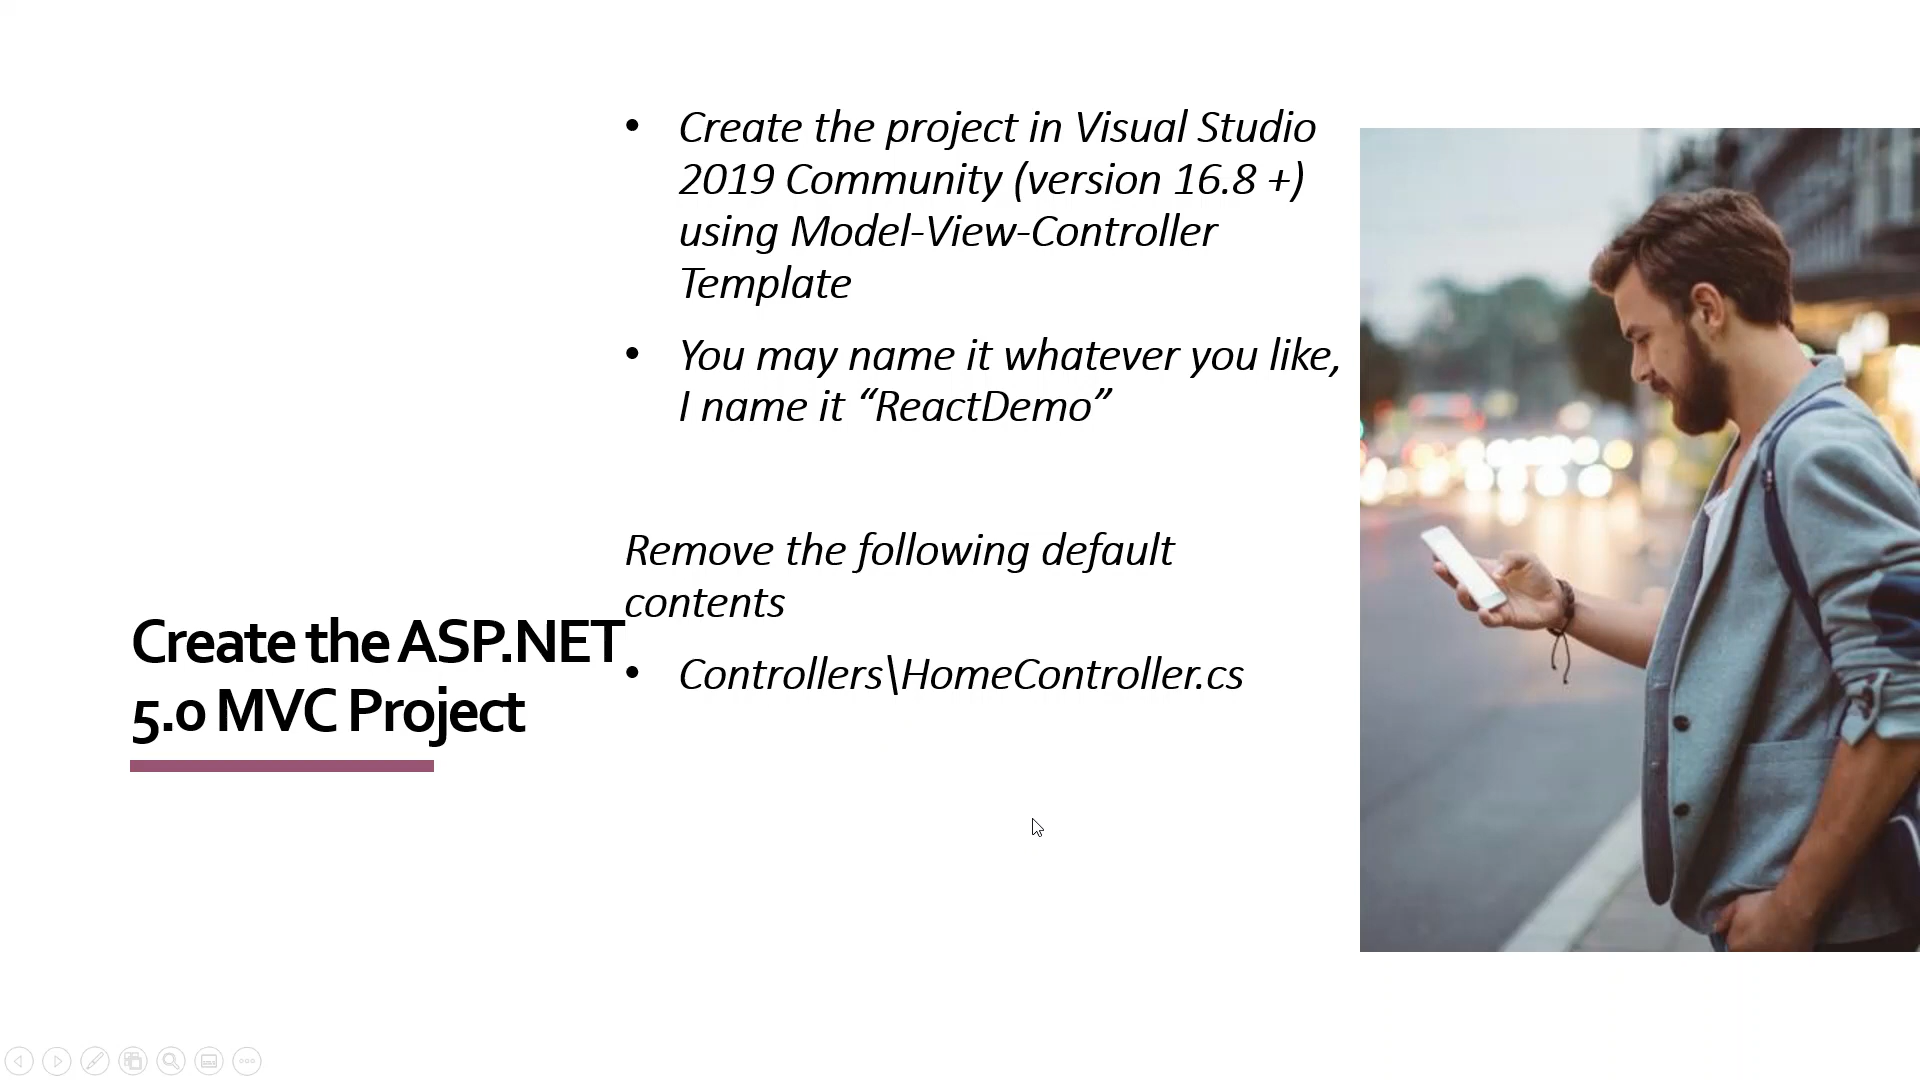 Create the ASP.NET
5.0 MVC Project
• Create the project in Visual Studio
2019 Community (version 16.8 +)
using Model-View-Controller
Template
• You may name it whatever you like,
I name it “ReactDemo”
Remove the following default
contents
• Controllers\HomeController.cs